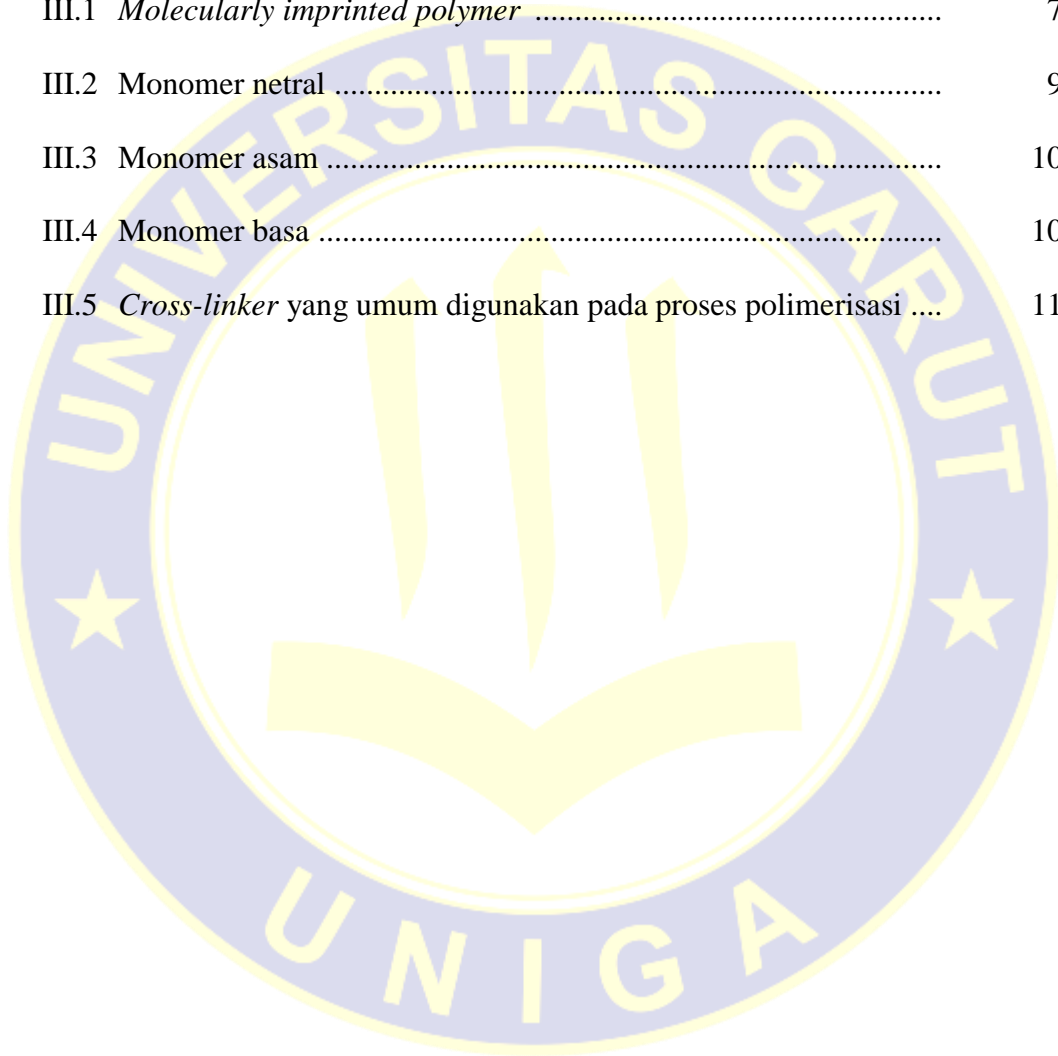 III.1 Molecularly imprinted polymer ................................................... 7
III.2 Monomer netral ................................................................................. 9
III.3 Monomer asam .................................................................................. 10
III.4 Monomer basa ................................................................................... 10
III.5 Cross-linker yang umum digunakan pada proses polimerisasi .... 11
UNIVERSITAS GARUT
UNIGA